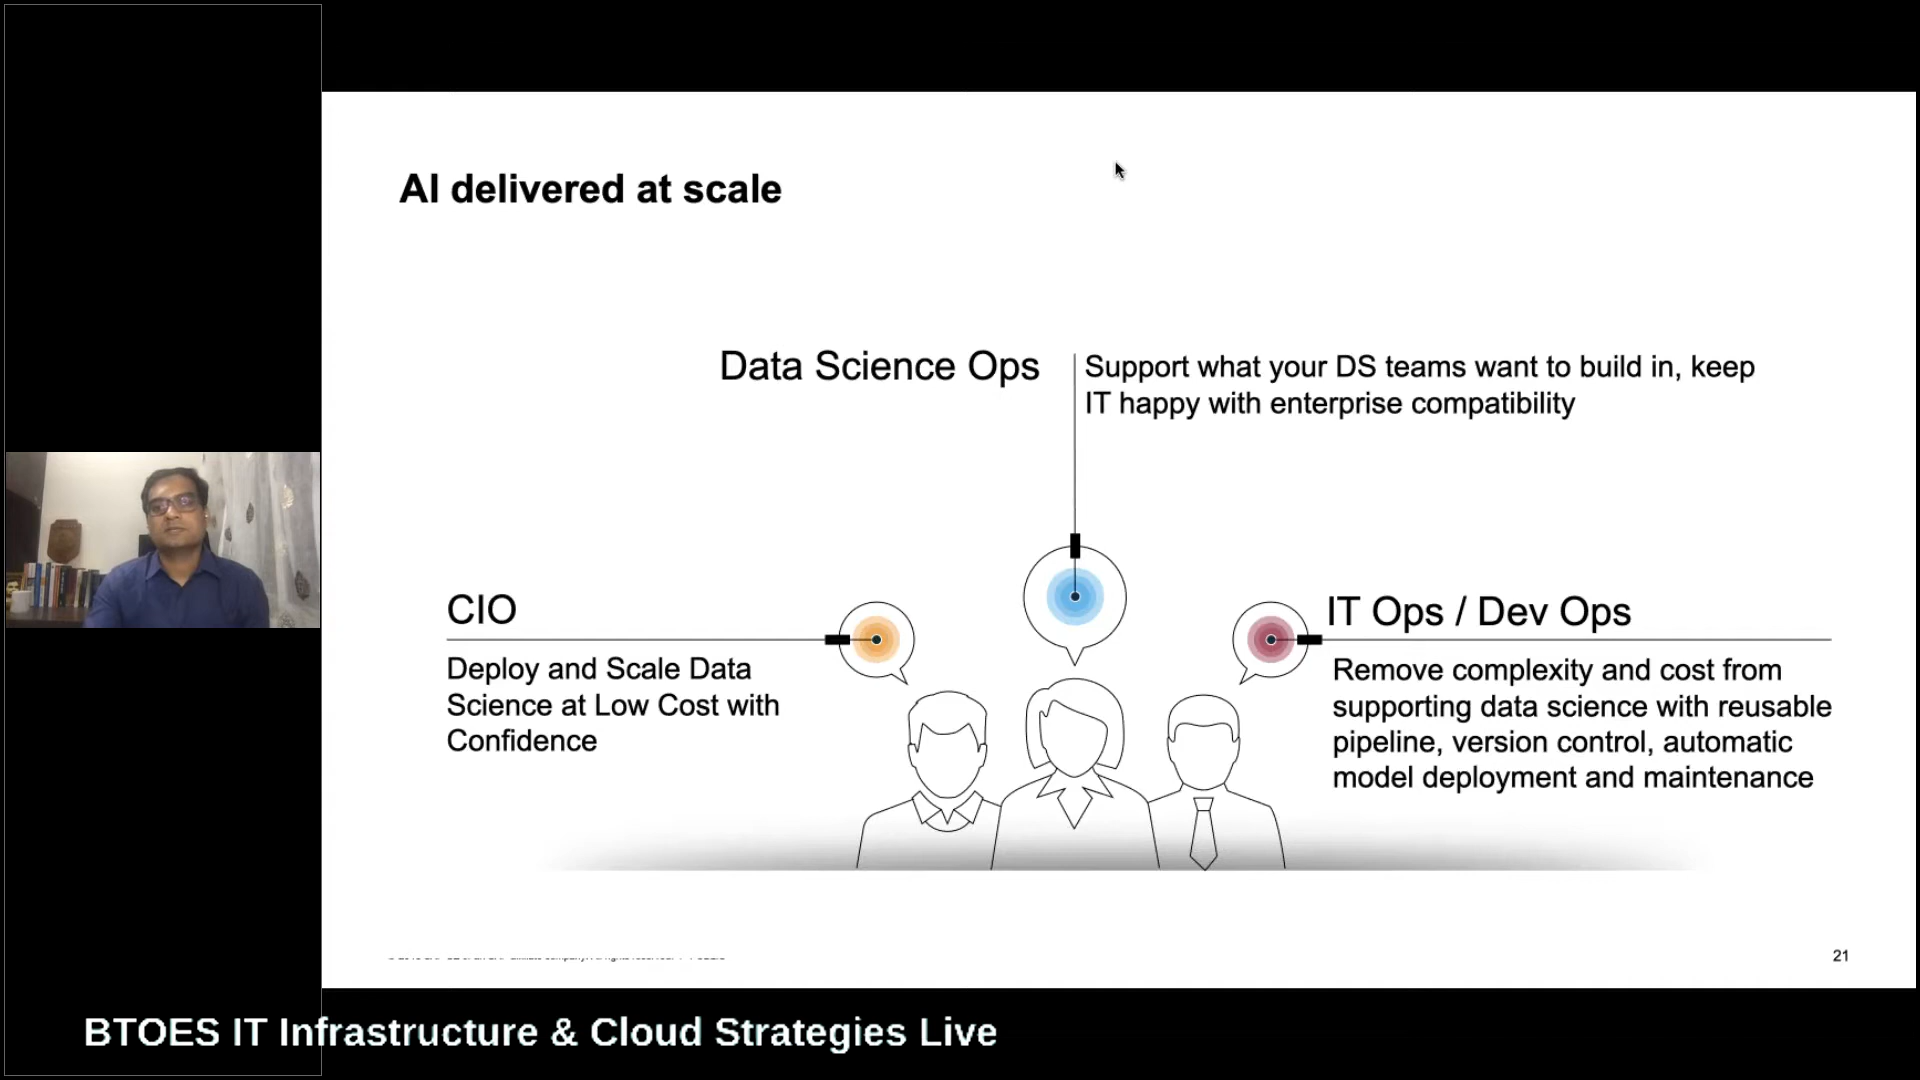 AI delivered at scale
Data Science Ops
Support what your DS teams want to build in, keep
IT happy with enterprise compatibility
CIO
Deploy and Scale Data
Science at Low Cost with
Confidence
IT Ops / Dev Ops
Remove complexity and cost from
supporting data science with reusable
pipeline, version control, automatic
model deployment and maintenance
21
BTOES IT Infrastructure & Cloud Strategies Live